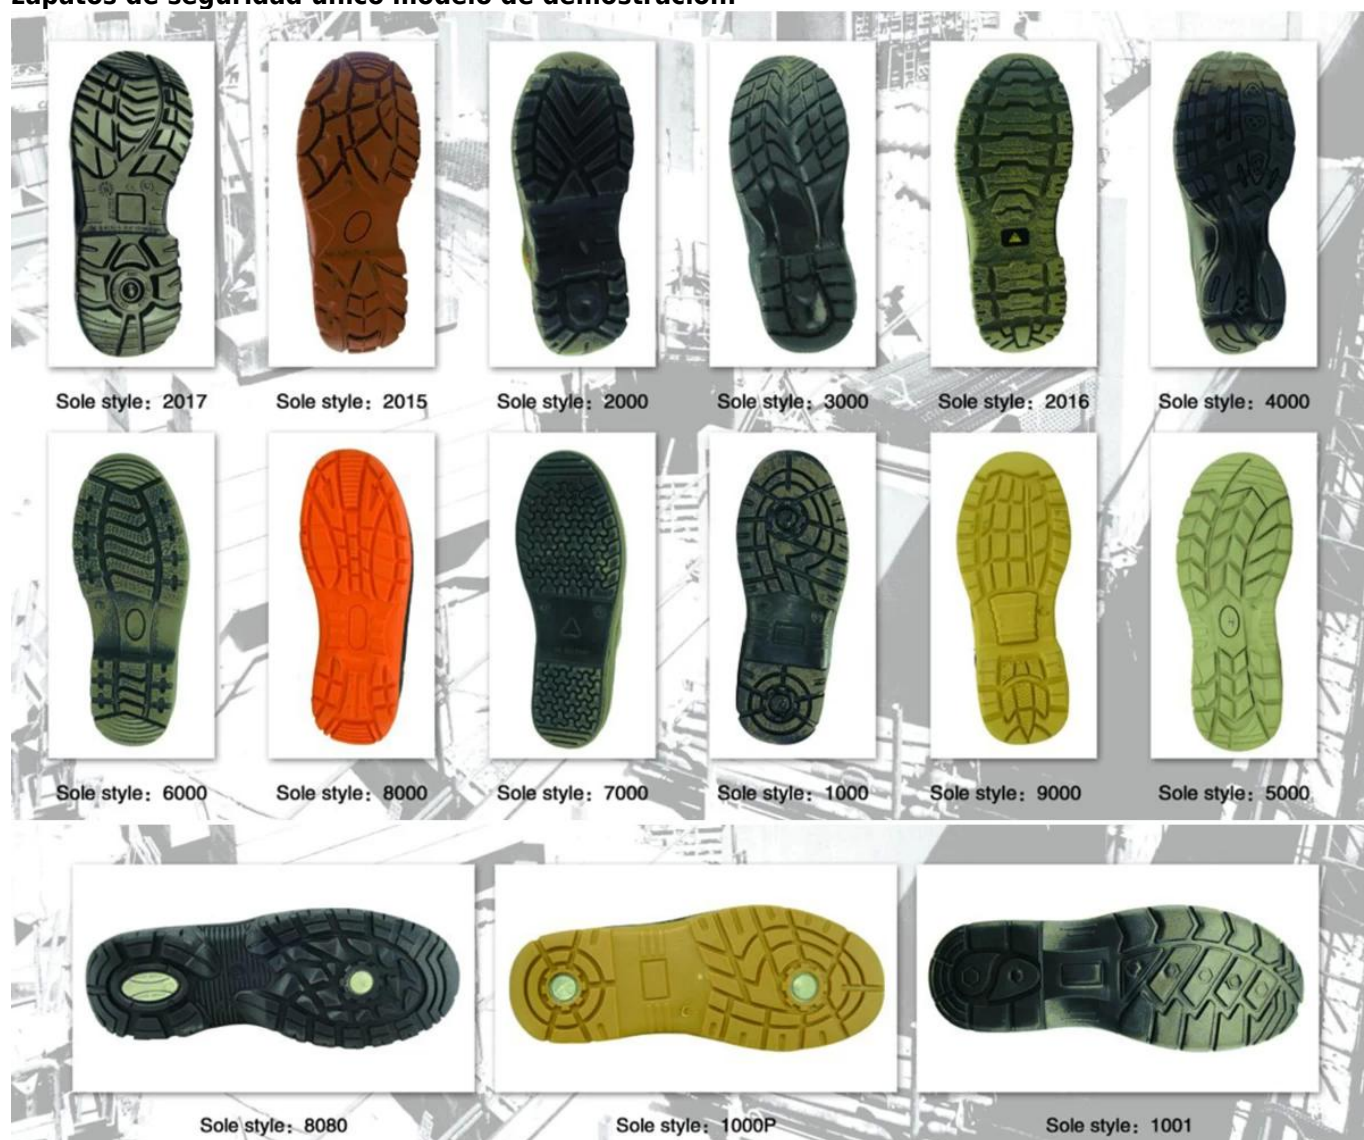 zapatos de seguridad único modelo de demostración:
Sole style: 2017
Sole style: 2015
Sole style: 2000
Sole style: 3000
Sole style: 2016
Sole style: 4000
Sole style: 6000
Sole style: 8000
Sole style: 7000
Sole style: 1000
Sole style: 9000
Sole style: 5000
Sole style: 8080
Sole style: 1000P
Sole style: 1001